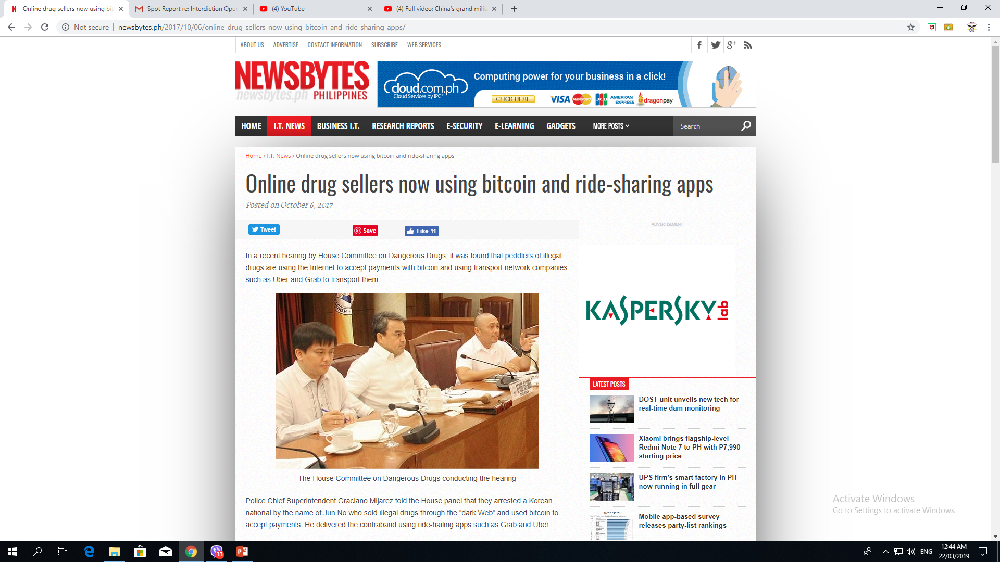 Online drug sellers now using bit
Spot Report re: Interdiction Oper
(4) YouTube
(4) Full video: China's grand milit
Not secure
newsbytes.ph/2017/10/06/online-drug-sellers-now-using-bitcoin-and-ride-sharing-apps/
ABOUT US ADVERTISE CONTACT INFORMATION SUBSCRIBE WEB SERVICES
NEWSBYTES
newsbytes.ph PHILIPPINES
cloud.com.ph
Cloud Services by IPC
Computing power for your business in a click!
CLICK HERE
VISA MasterCard JCB AMERICAN EXPRESS dragonpay
HOME I.T. NEWS BUSINESS I.T. RESEARCH REPORTS E-SECURITY E-LEARNING GADGETS MORE POSTS Search
Home / I.T. News / Online drug sellers now using bitcoin and ride-sharing apps
Online drug sellers now using bitcoin and ride-sharing apps
Posted on October 6, 2017
Tweet Save Like 11
In a recent hearing by House Committee on Dangerous Drugs, it was found that peddlers of illegal
drugs are using the Internet to accept payments with bitcoin and using transport network companies
such as Uber and Grab to transport them.
CHAIRMAN
The House Committee on Dangerous Drugs conducting the hearing
Police Chief Superintendent Graciano Mijarez told the House panel that they arrested a Korean
national by the name of Jun No who sold illegal drugs through the “dark Web” and used bitcoin to
accept payments. He delivered the contraband using ride-hailing apps such as Grab and Uber.
ADVERTISEMENT
KASPERSKY lab
LATEST POSTS
DOST unit unveils new tech for
real-time dam monitoring
Xiaomi brings flagship-level
Redmi Note 7 to PH with P7,990
starting price
UPS firm's smart factory in PH
now running in full gear
Mobile app-based survey
releases party-list rankings
Activate Windows
Go to Settings to activate Windows.
33
ENG
12:44 AM
22/03/2019